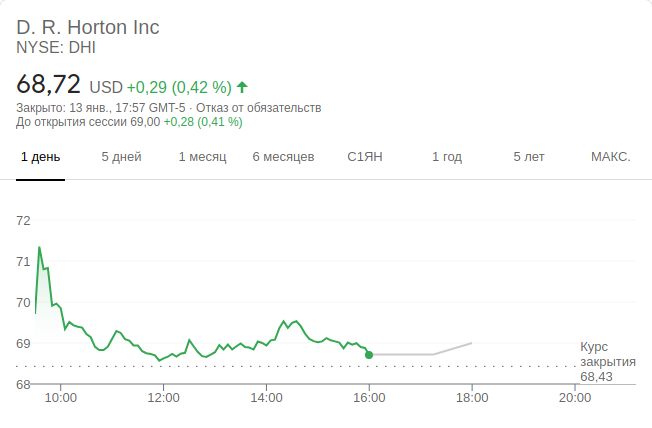 D. R. Horton Inc
NYSE: DHI
68,72 USD +0,29 (0,42 %)
Закрыто: 13 янв., 17:57 GMT-5 · Отказ от обязательств
До открытия сессии 69,00 +0,28 (0,41 %)
1 день 5 дней 1 месяц 6 месяцев С1ЯН 1 год 5 лет МАКС.
72
71
70
69
68
Курс
закрытия
68,43
10:00 12:00 14:00 16:00 18:00 20:00